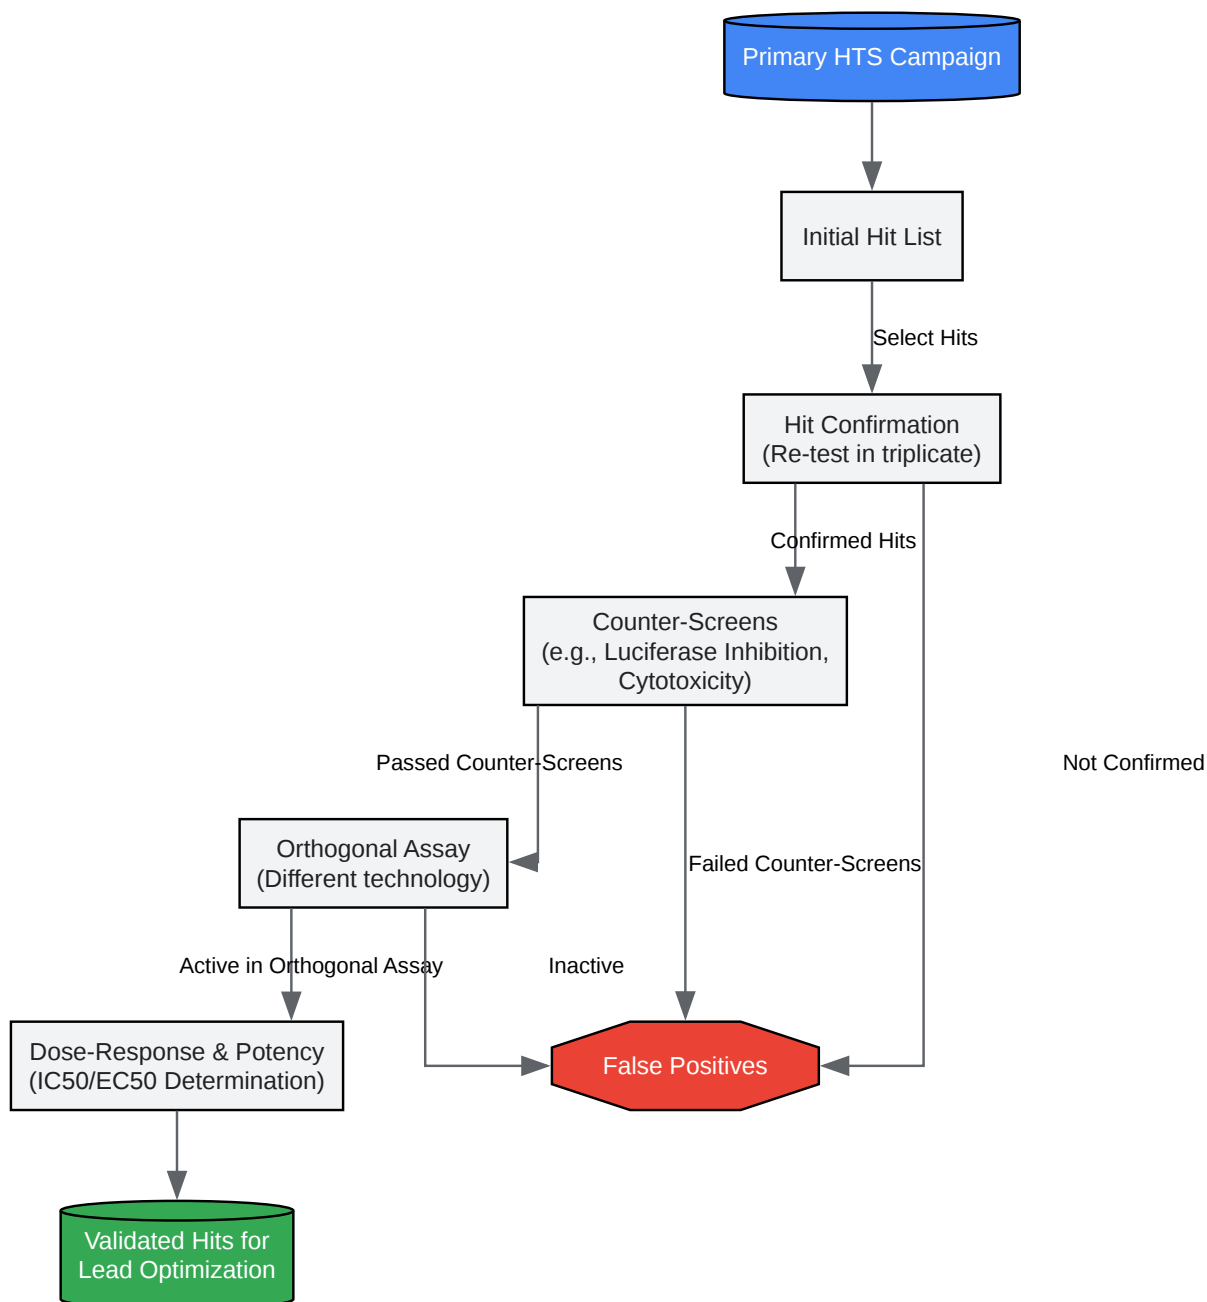 Primary HTS Campaign
Initial Hit List
Select Hits
Hit Confirmation
(Re-test in triplicate)
Confirmed Hits
Counter-Screens
(e.g., Luciferase Inhibition,
Cytotoxicity)
Passed Counter-Screens
Not Confirmed
Orthogonal Assay
(Different technology)
Failed Counter-Screens
Active in Orthogonal Assay
Inactive
Dose-Response & Potency
(IC50/EC50 Determination)
False Positives
Validated Hits for
Lead Optimization